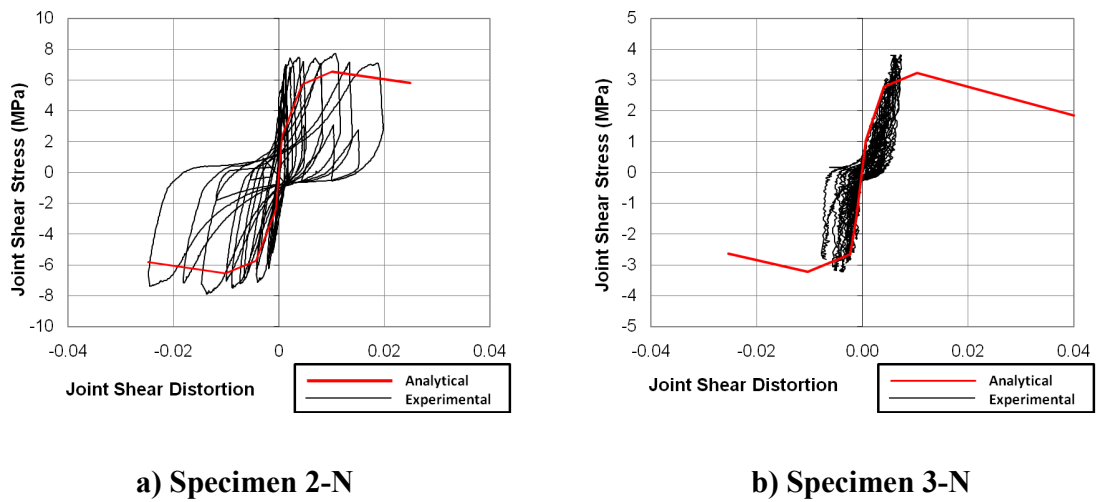 10
8
6
4
2
0
-2
-4
-6
-8
-10
Joint Shear Stress (MPa)
-0.04 -0.02 0 0.02 0.04
Joint Shear Distortion
Analytical
Experimental
a) Specimen 2-N
5
4
3
2
1
0
-1
-2
-3
-4
5
Joint Shear Stress (MPa)
-0.04 -0.02 0.00 0.02 0.04
Joint Shear Distortion
Analytical
Experimental
b) Specimen 3-N